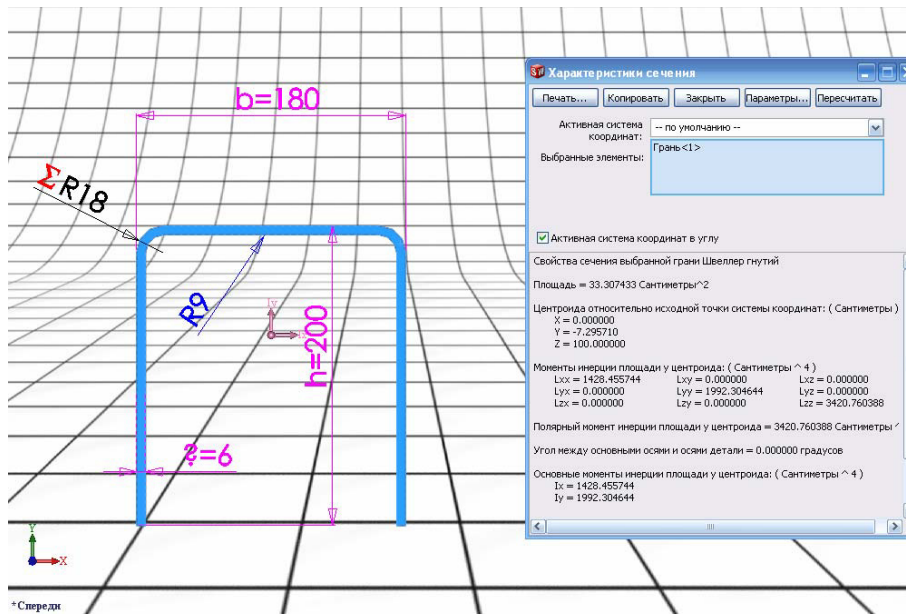 b=180
ΣR18
R9
h=200
?=6
Iy
Y
X
*Спереди
Характеристики сечения
Печать... Копировать Закрыть Параметры... Пересчитать
Активная система координат:
-- по умолчанию --
Выбранные элементы:
Грань<1>
Активная система координат в углу
Свойства сечения выбранной грани Швеллер гнутий
Площадь = 33.307433 Сантиметры^2
Центроида относительно исходной точки системы координат: ( Сантиметры )
X = 0.000000
Y = -7.295710
Z = 100.000000
Моменты инерции площади у центроида: ( Сантиметры ^ 4 )
Lxx = 1428.455744 Lxy = 0.000000 Lxz = 0.000000
Lyx = 0.000000 Lyy = 1992.304644 Lyz = 0.000000
Lzx = 0.000000 Lzy = 0.000000 Lzz = 3420.760388
Полярный момент инерции площади у центроида = 3420.760388 Сантиметры ^
Угол между основными осями и осями детали = 0.000000 градусов
Основные моменты инерции площади у центроида: ( Сантиметры ^ 4 )
Ix = 1428.455744
Iy = 1992.304644